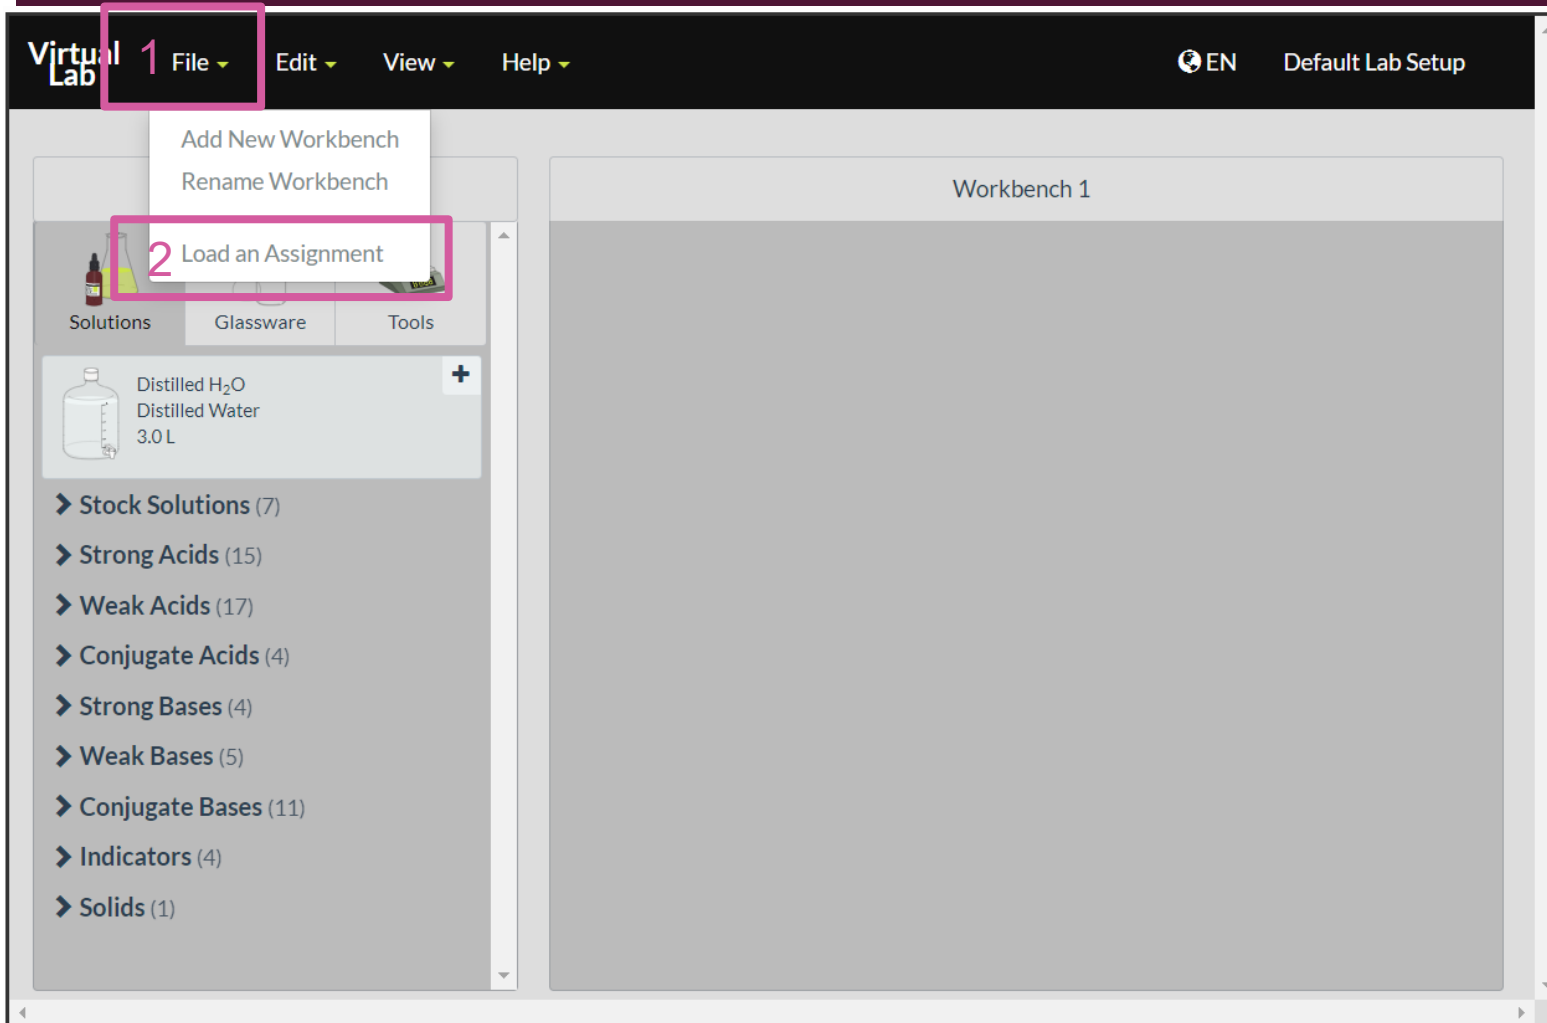 Virtual
Lab
1
File
Edit
View
Help
EN
Default Lab Setup
Add New Workbench
Rename Workbench
2
Load an Assignment
Workbench 1
Solutions
Glassware
Tools
Distilled H₂O
Distilled Water
3.0 L
Stock Solutions (7)
Strong Acids (15)
Weak Acids (17)
Conjugate Acids (4)
Strong Bases (4)
Weak Bases (5)
Conjugate Bases (11)
Indicators (4)
Solids (1)